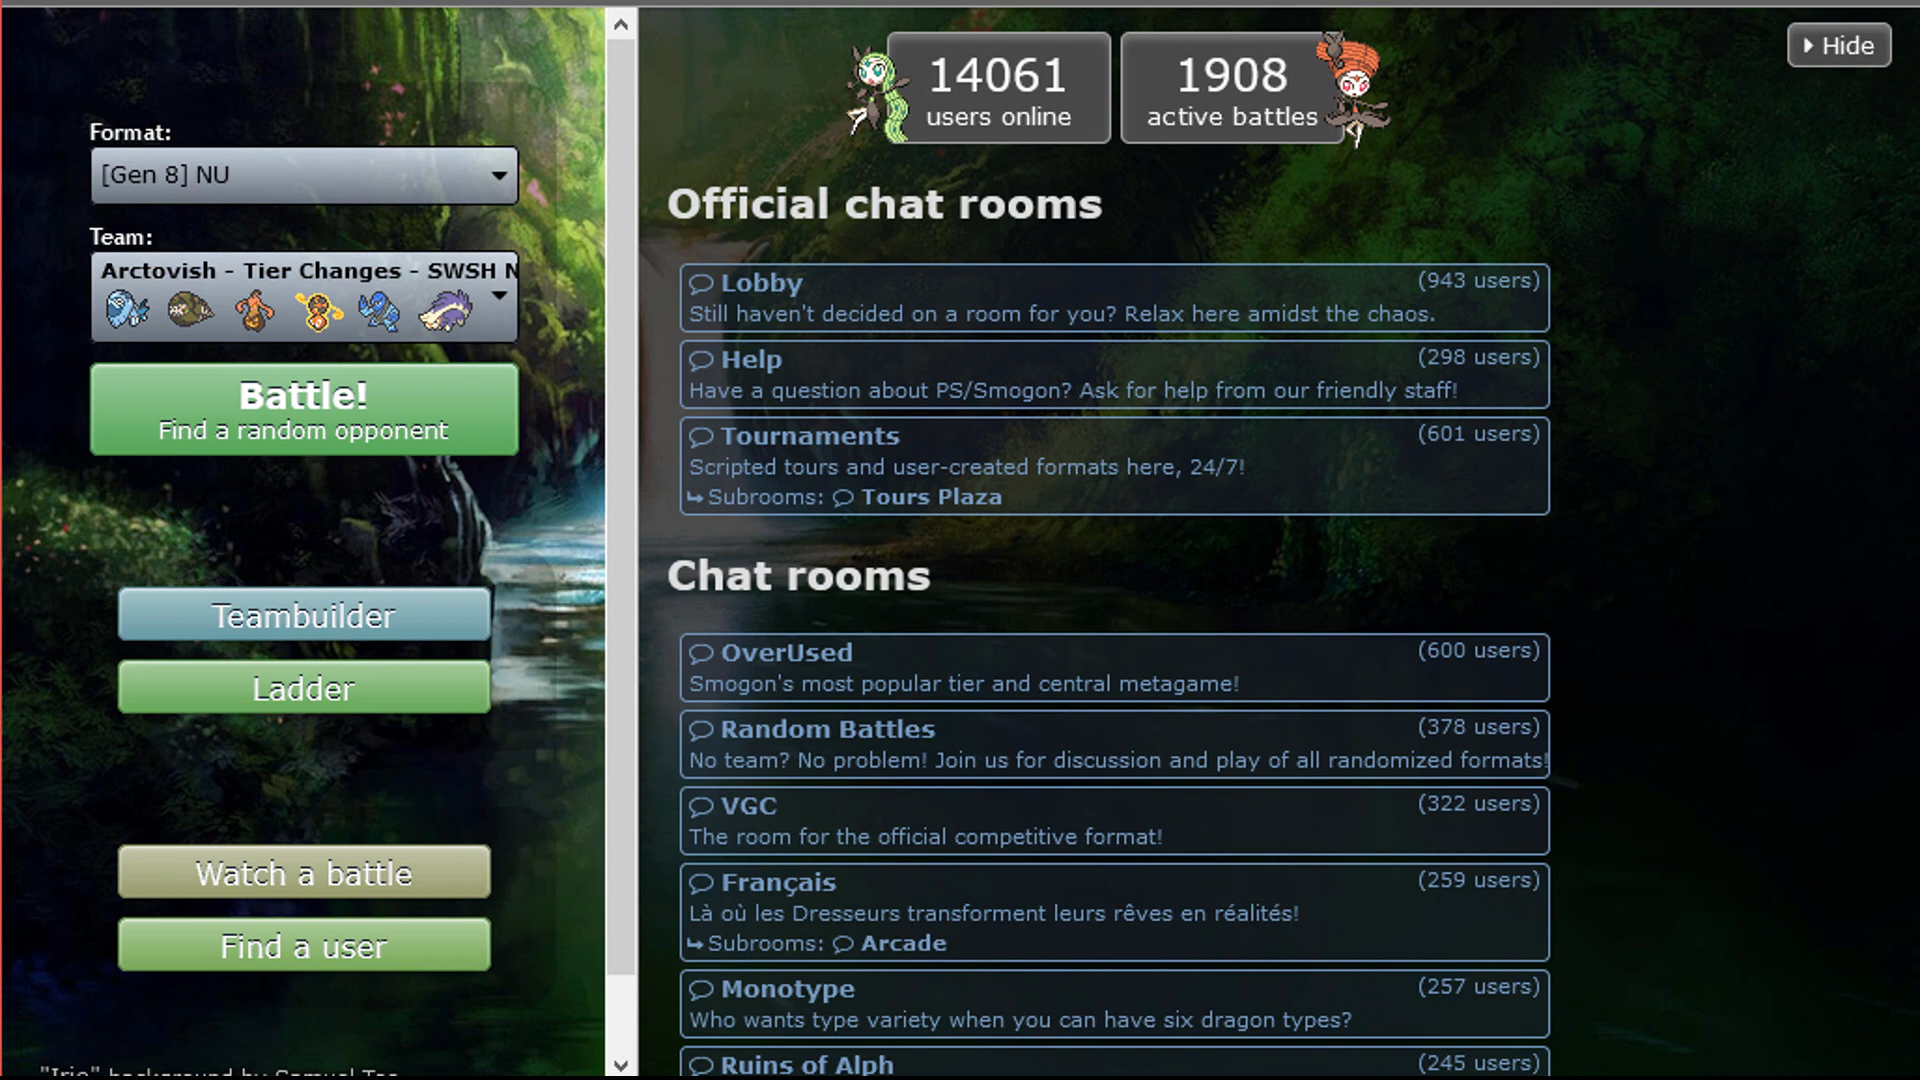 Format:
[Gen 8] NU
Team:
Arctovish - Tier Changes - SWSH N
Battle!
Find a random opponent
Teambuilder
Ladder
Watch a battle
Find a user
background by Samuel
14061
users online
1908
active battles
Hide
Official chat rooms
Lobby (943 users)
Still haven't decided on a room for you? Relax here amidst the chaos.
Help (298 users)
Have a question about PS/Smogon? Ask for help from our friendly staff!
Tournaments (601 users)
Scripted tours and user-created formats here, 24/7!
Subrooms: Tours Plaza
Chat rooms
OverUsed (600 users)
Smogon's most popular tier and central metagame!
Random Battles (378 users)
No team? No problem! Join us for discussion and play of all randomized formats!
VGC (322 users)
The room for the official competitive format!
Français (259 users)
Là où les Dresseurs transforment leurs rêves en réalités!
Subrooms: Arcade
Monotype (257 users)
Who wants type variety when you can have six dragon types?
Ruins of Alph (245 users)